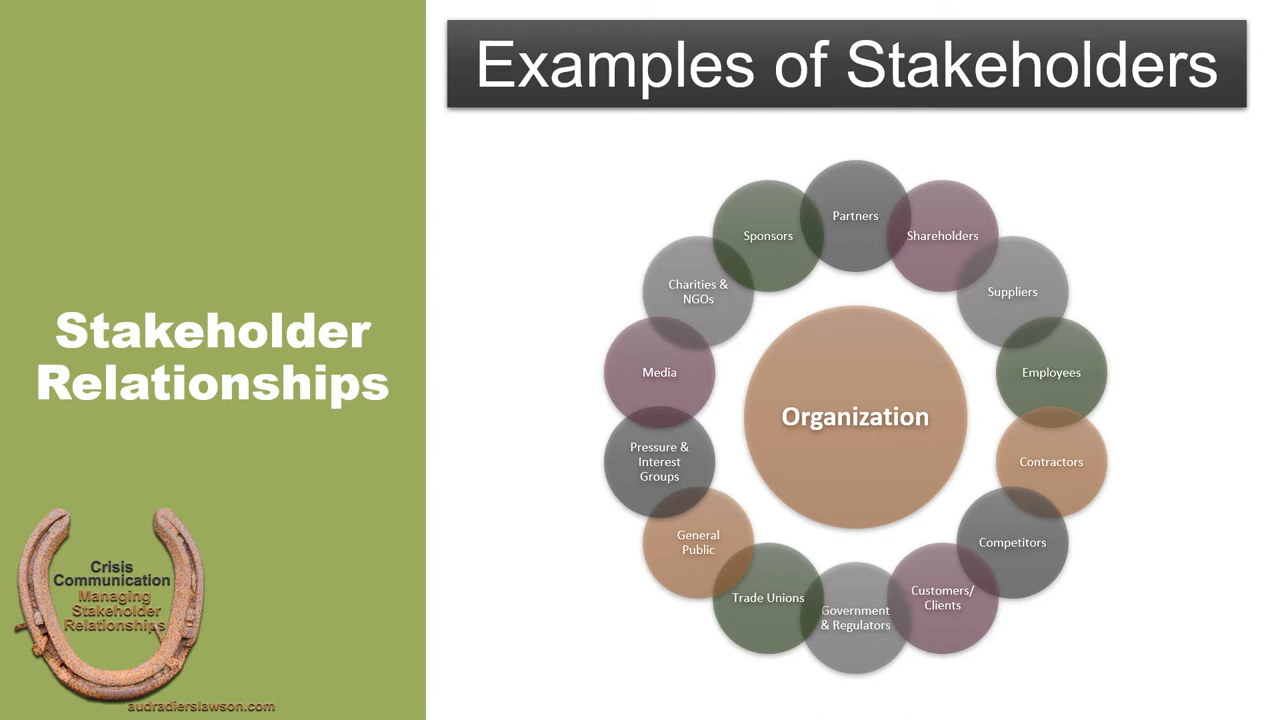 Examples of Stakeholders
Stakeholder
Relationships
Partners
Shareholders
Suppliers
Employees
Contractors
Competitors
Customers/
Clients
Government
& Regulators
Trade Unions
General
Public
Pressure &
Interest
Groups
Media
Charities &
NGOs
Sponsors
Organization
Crisis
Communication
Managing
Stakeholder
Relationships
audradierslawson.com